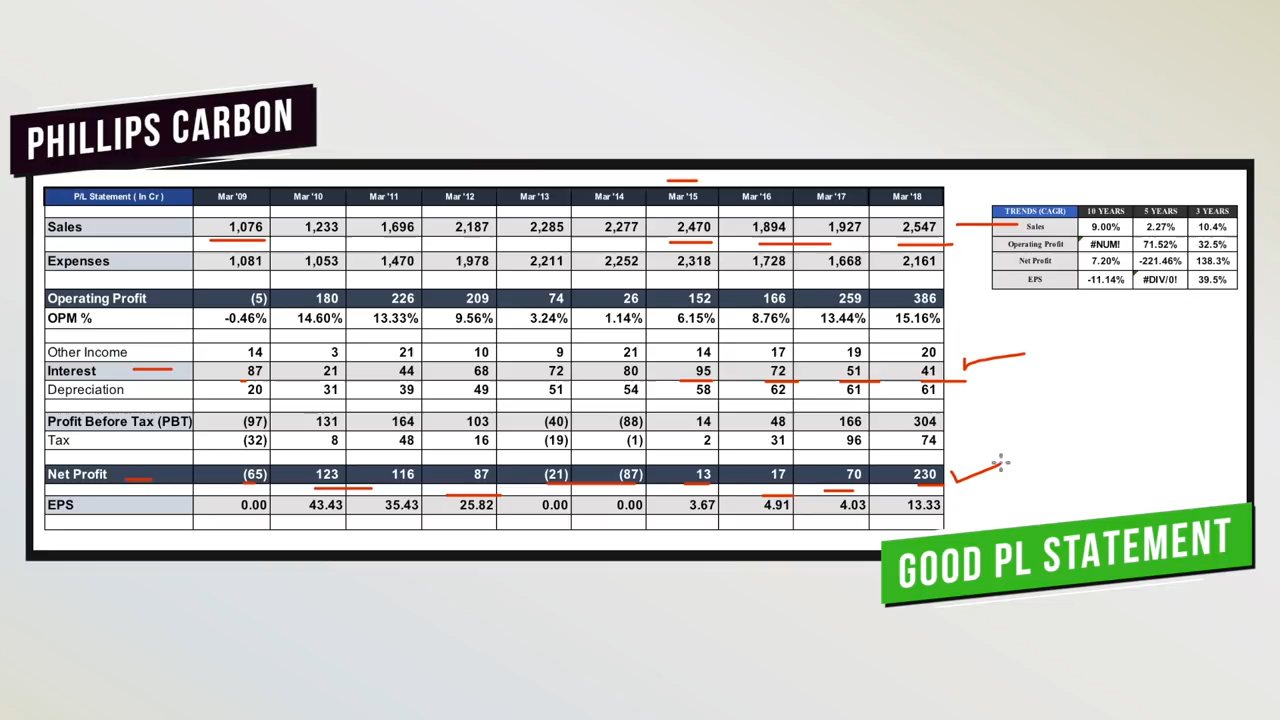 PHILLIPS CARBON
P/L Statement ( In Cr ) Mar '09 Mar '10 Mar '11 Mar '12 Mar '13 Mar '14 Mar '15 Mar '16 Mar '17 Mar '18
Sales 1,076 1,233 1,696 2,187 2,285 2,277 2,470 1,894 1,927 2,547
Expenses 1,081 1,053 1,470 1,978 2,211 2,252 2,318 1,728 1,668 2,161
Operating Profit (5) 180 226 209 74 26 152 166 259 386
OPM % -0.46% 14.60% 13.33% 9.56% 3.24% 1.14% 6.15% 8.76% 13.44% 15.16%
Other Income 14 3 21 10 9 21 14 17 19 20
Interest 87 21 44 68 72 80 95 72 51 41
Depreciation 20 31 39 49 51 54 58 62 61 61
Profit Before Tax (PBT) (97) 131 164 103 (40) (88) 14 48 166 304
Tax (32) 8 48 16 (19) (1) 2 31 96 74
Net Profit (65) 123 116 87 (21) (87) 13 17 70 230
EPS 0.00 43.43 35.43 25.82 0.00 0.00 3.67 4.91 4.03 13.33
TRENDS (CAGR) 10 YEARS 5 YEARS 3 YEARS
Sales 9.00% 2.27% 10.4%
Operating Profit #NUM! 71.52% 32.5%
Net Profit 7.20% -221.46% 138.3%
EPS -11.14% #DIV/0! 39.5%
GOOD PL STATEMENT